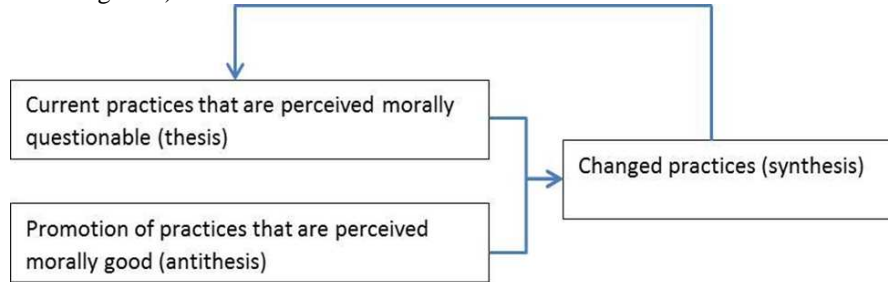 Current practices that are perceived morally
questionable (thesis)
Changed practices (synthesis)
Promotion of practices that are perceived
morally good (antithesis)